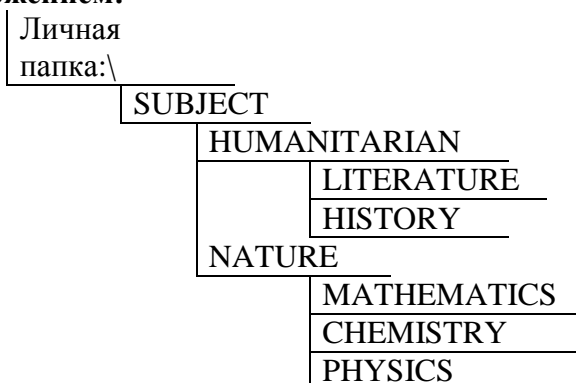 Личная
папка:\
SUBJECT
HUMANITARIAN
LITERATURE
HISTORY
NATURE
MATHEMATICS
CHEMISTRY
PHYSICS